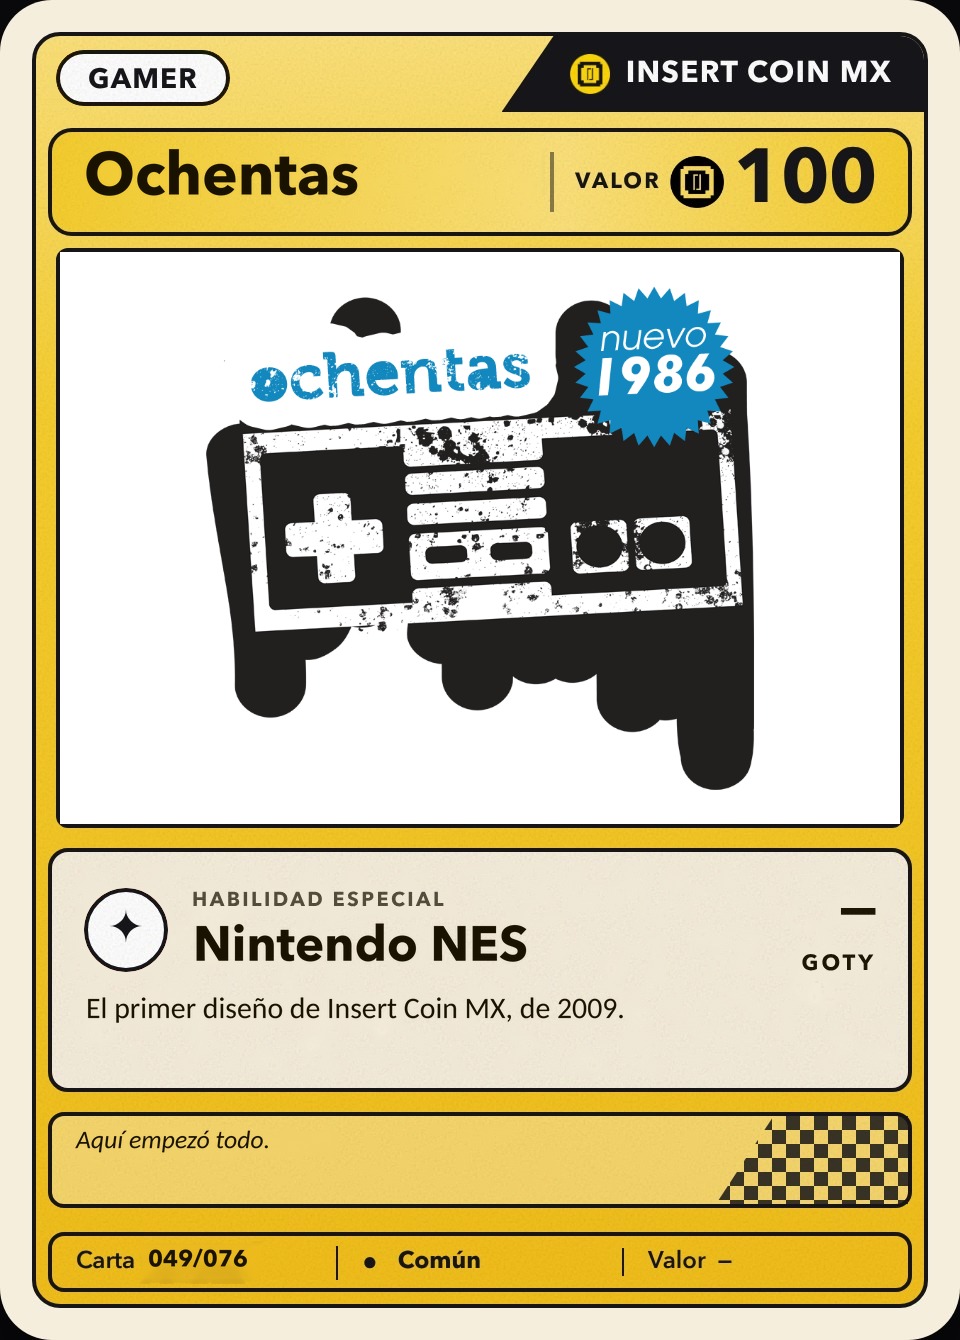 GAMER
INSERT COIN MX
Ochentas
VALOR 100
nuevo
1986
ochentas
HABILIDAD ESPECIAL
Nintendo NES
–
GOTY
El primer diseño de Insert Coin MX, de 2009.
Aquí empezó todo.
Carta 049/076
● Común
Valor –